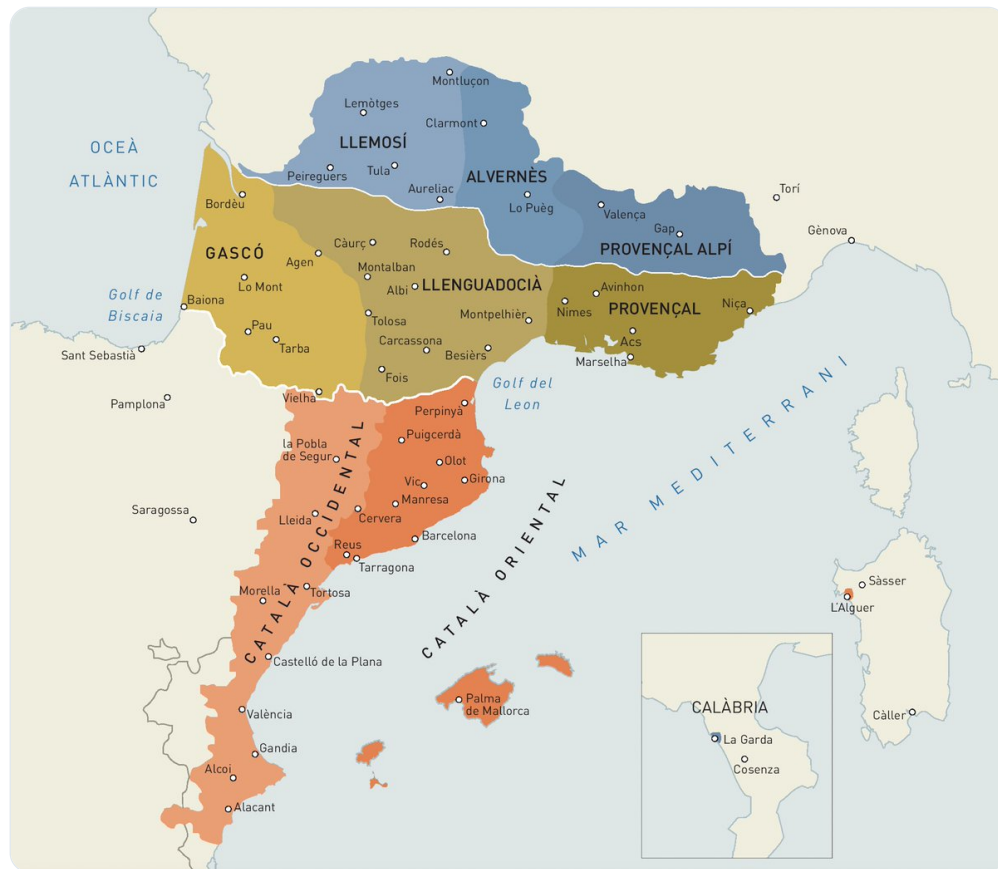 Montluçon
Lemòtges
Clarmont
LLEMOSÍ
OCEÀ
ATLÀNTIC
Peireguers
Tula
ALVERNÈS
Aureliac
Torí
Bordèu
Lo Puèg
Valença
Gap
Gènova
PROVENÇAL ALPÍ
GASCÓ
Càurç
Rodés
Agen
Montalban
Lo Mont
Albi
LLENGUADOCIÀ
Avinhon
Golf de
Biscaia
Baiona
Nimes
PROVENÇAL
Niça
Tolosa
Montpelhièr
Pau
Acs
Sant Sebastià
Tarba
Carcassona
Besièrs
Marselha
Fois
Golf del
Leon
Pamplona
Vielha
Perpinyà
Puigcerdà
la Pobla
de Segur
Olot
Vic
Girona
Manresa
Saragossa
Lleida
Cervera
Barcelona
Reus
Tarragona
MAR MEDITERRANI
CATALÀ OCCIDENTAL
CATALÀ ORIENTAL
Morella
Tortosa
Sàsser
L'Alguer
Castelló de la Plana
Palma
de Mallorca
València
CALÀBRIA
Càller
La Garda
Gandia
Cosenza
Alcoi
Alacant